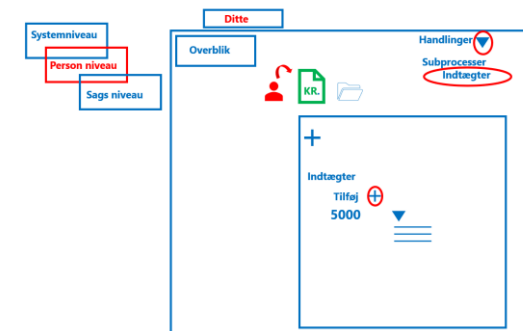 Ditte
Systemniveau
Person niveau
Sags niveau
Overblik
Handlinger
Subprocesser
Indtægter
KR.
Indtægter
Tilføj
5000